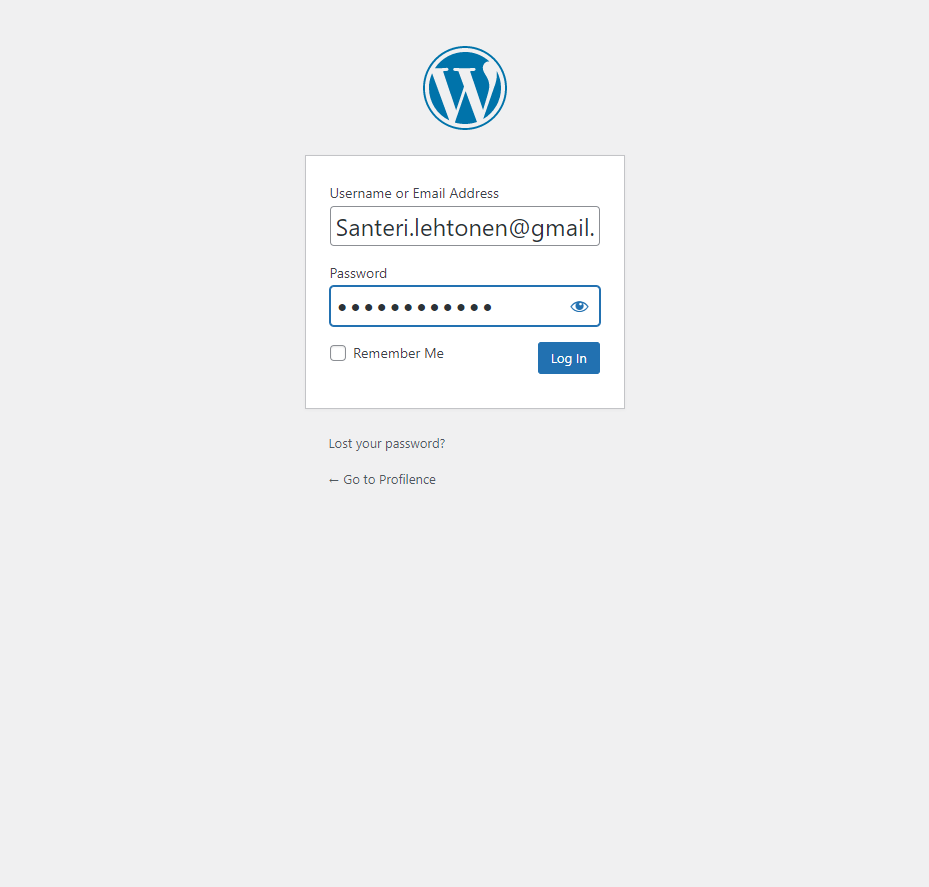 Username or Email Address
Santeri.lehtonen@gmail.
Password
Remember Me
Log In
Lost your password?
← Go to Profilence